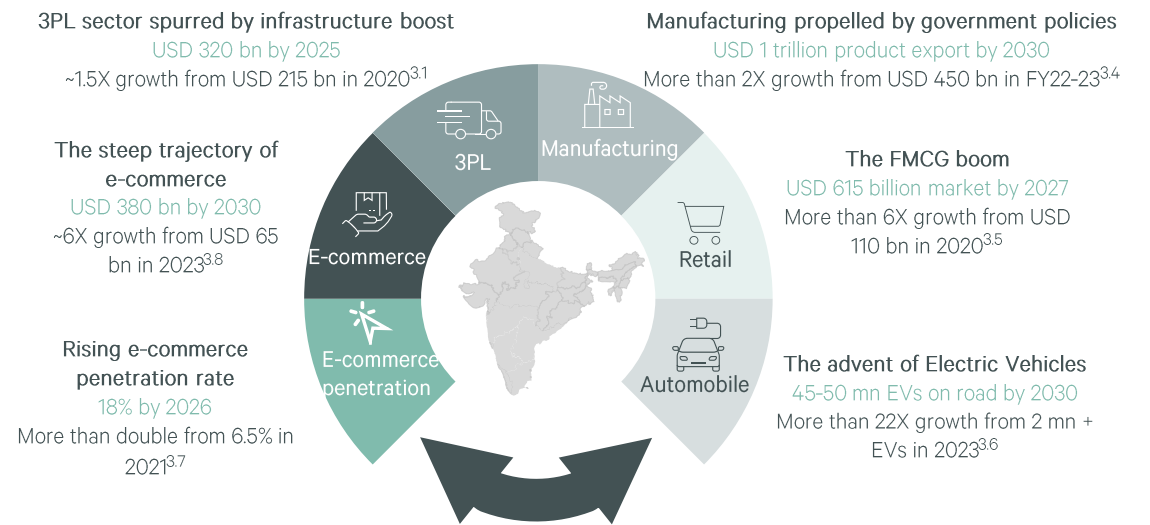 3PL sector spurred by infrastructure boost
USD 320 bn by 2025
~1.5X growth from USD 215 bn in 20203.1
Manufacturing propelled by government policies
USD 1 trillion product export by 2030
More than 2X growth from USD 450 bn in FY22-233.4
The steep trajectory of
e-commerce
USD 380 bn by 2030
~6X growth from USD 65
bn in 20233.8
3PL
Manufacturing
E-commerce
Retail
E-commerce
penetration
Automobile
The FMCG boom
USD 615 billion market by 2027
More than 6X growth from USD
110 bn in 20203.5
Rising e-commerce
penetration rate
18% by 2026
More than double from 6.5% in
20213.7
The advent of Electric Vehicles
45-50 mn EVs on road by 2030
More than 22X growth from 2 mn +
EVs in 20233.6